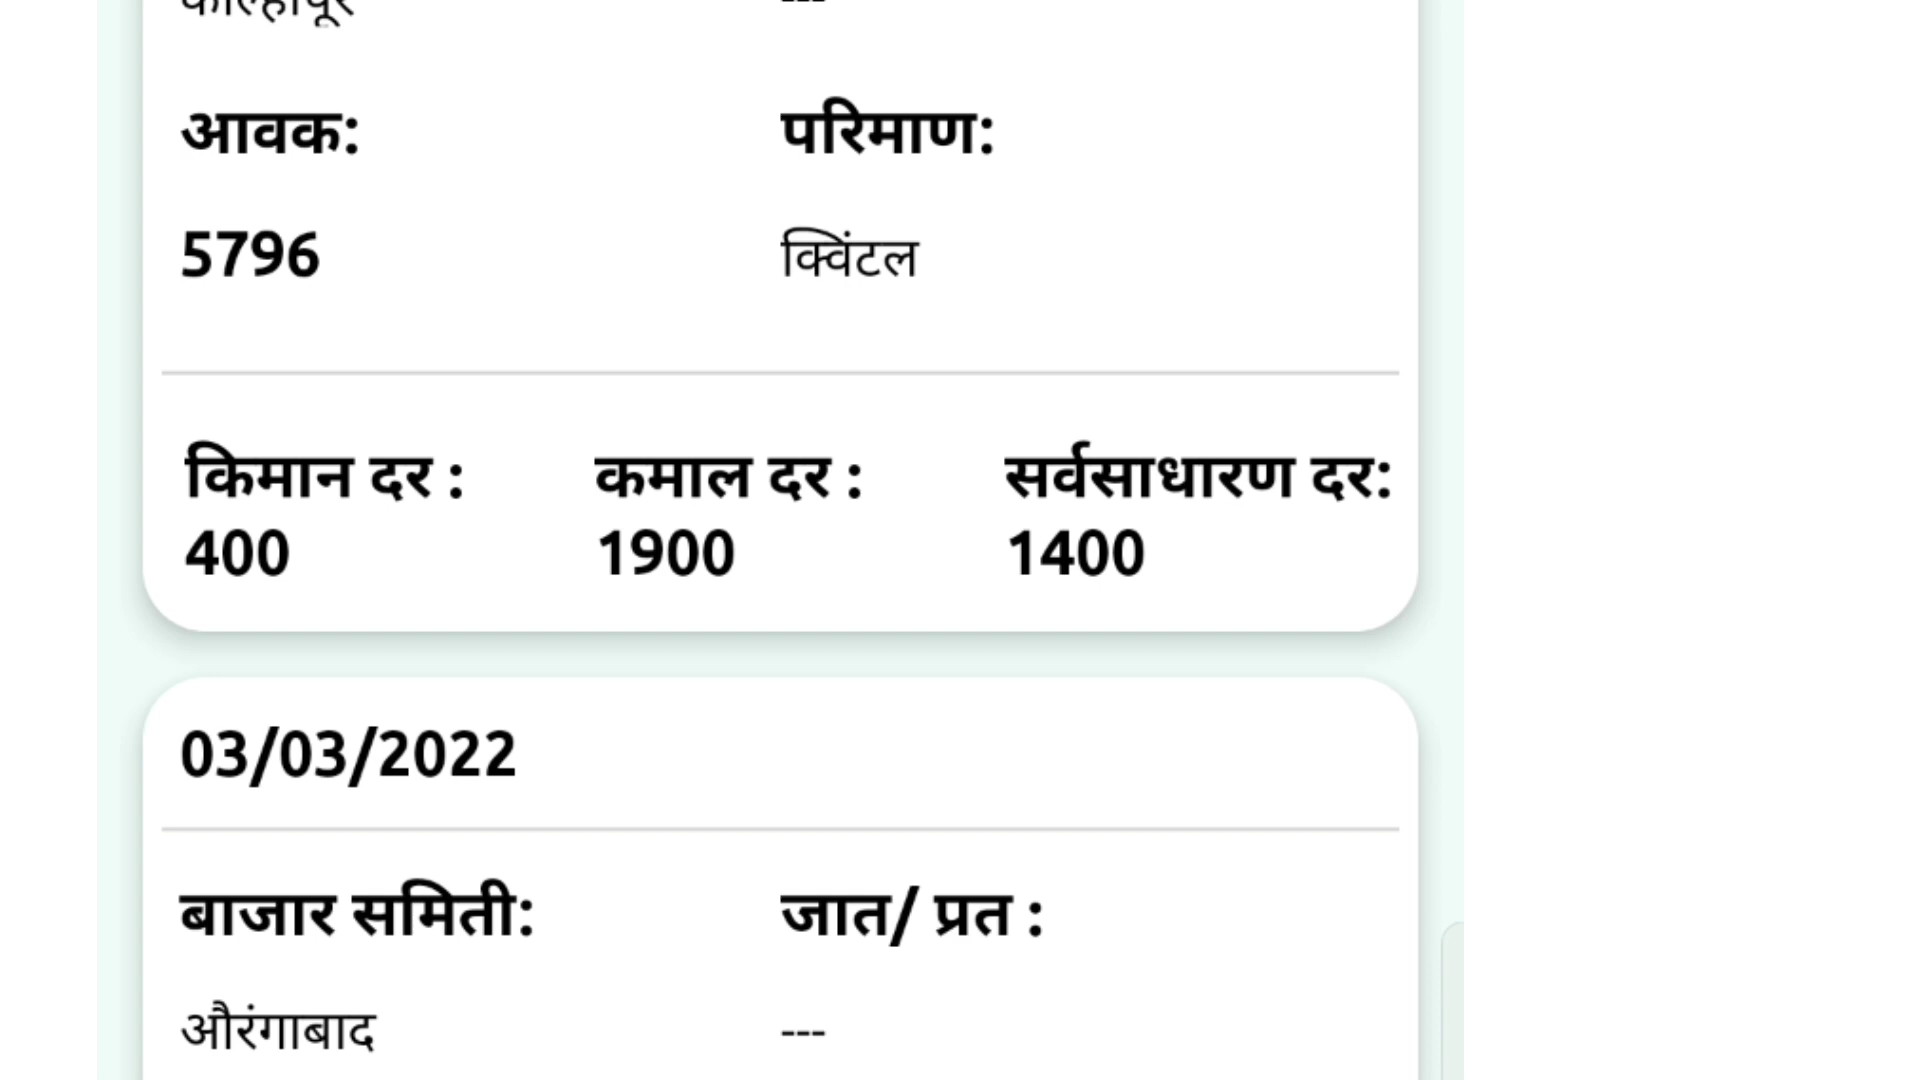 कोल्हापूर ---
आवक: परिमाण:
5796 क्विंटल
किमान दर : कमाल दर : सर्वसाधारण दर:
400 1900 1400
03/03/2022
बाजार समिती: जात/ प्रत :
औरंगाबाद ---